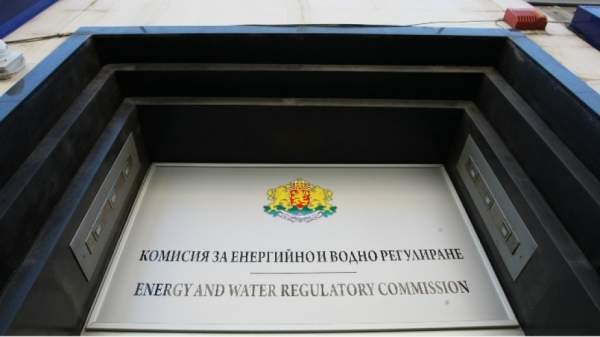 КОМИСИЯ ЗА ЕНЕРГИЙНО И ВОДНО РЕГУЛИРАНЕ
ENERGY AND WATER REGULATORY COMMISSION